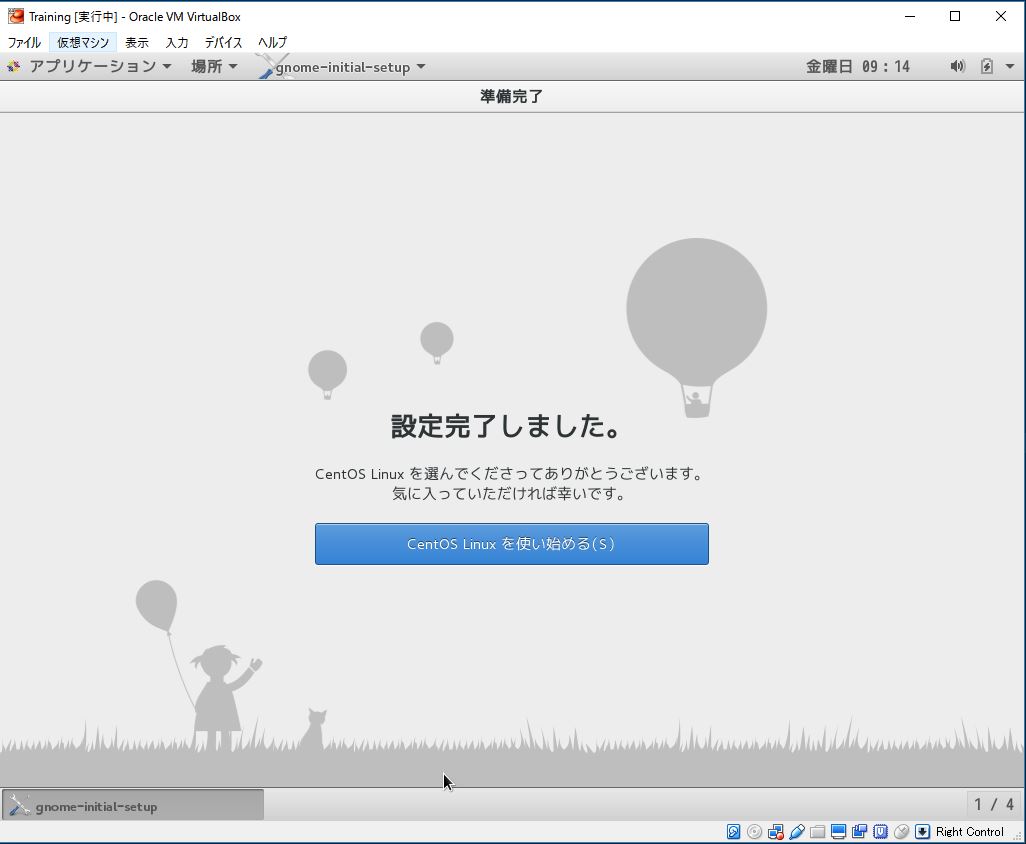 Training [実行中] - Oracle VM VirtualBox
ファイル 仮想マシン 表示 入力 デバイス ヘルプ
アプリケーション 場所 gnome-initial-setup 金曜日 09：14
準備完了
設定完了しました。
CentOS Linux を選んでくださってありがとうございます。
気に入っていただければ幸いです。
CentOS Linux を使い始める(S)
gnome-initial-setup 1 / 4
Right Control